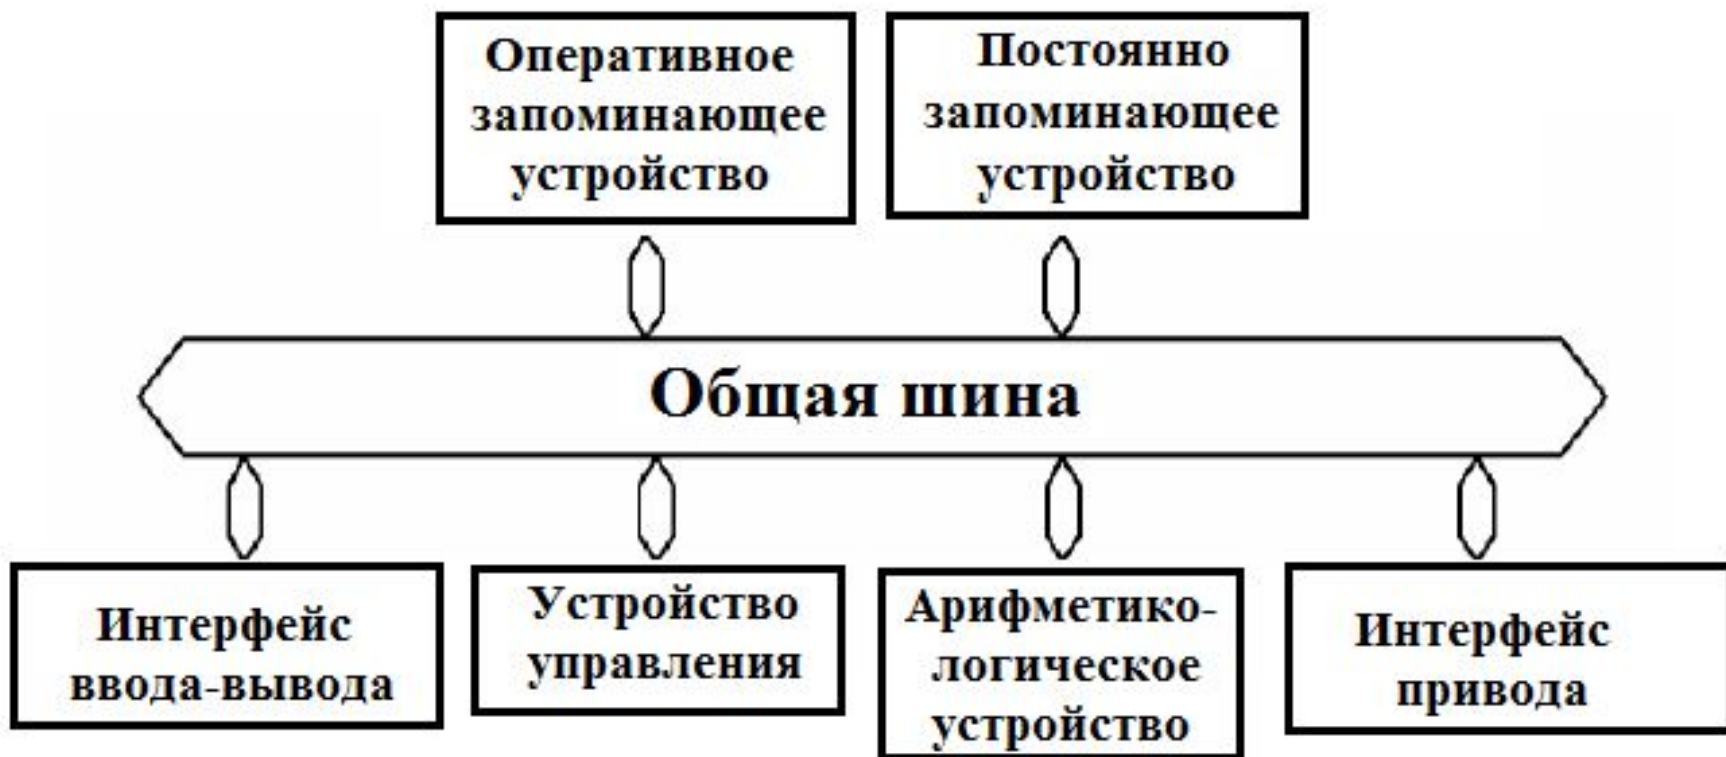 Оперативное
запоминающее
устройство
Постоянно
запоминающее
устройство
Общая шина
Интерфейс
ввода-вывода
Устройство
управления
Арифметико-
логическое
устройство
Интерфейс
привода